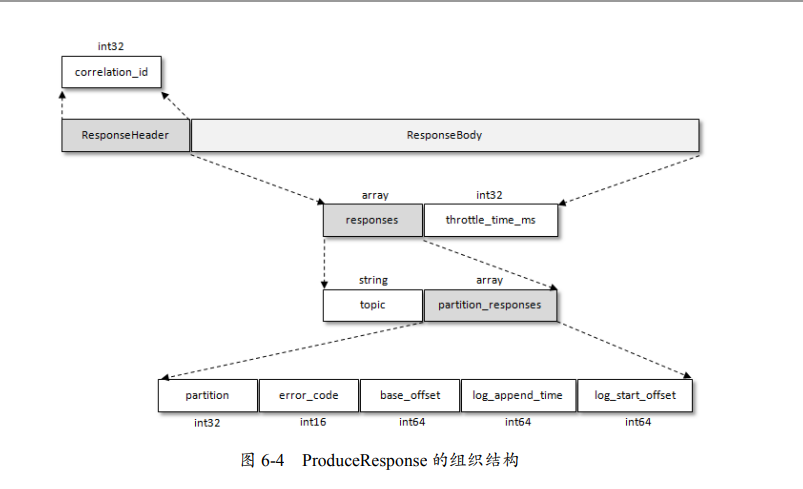 int32
correlation_id
ResponseHeader ResponseBody
array int32
responses throttle_time_ms
string array
topic partition_responses
partition error_code base_offset log_append_time log_start_offset
int32 int16 int64 int64 int64
图 6-4 ProduceResponse 的组织结构